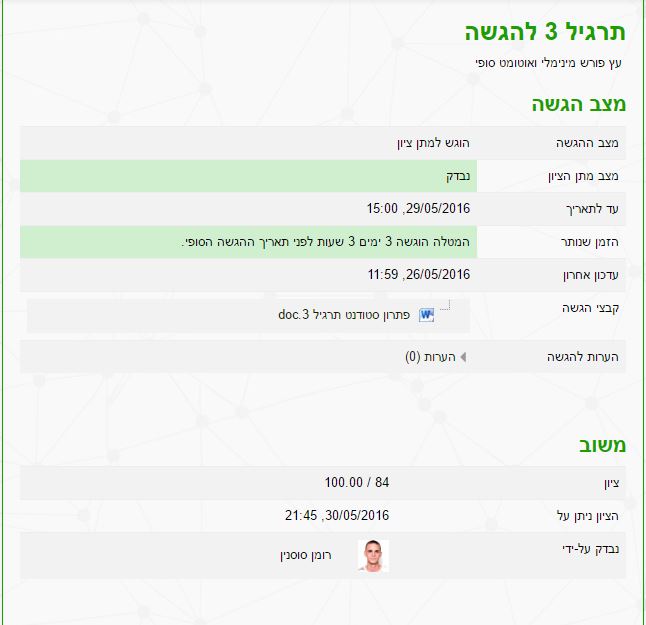 תרגיל 3 להגשה
עץ פורש מינימלי ואוטומט סופי
מצב הגשה
מצב ההגשה הוגש למתן ציון
מצב מתן הציון נבדק
עד לתאריך 29/05/2016, 15:00
הזמן שנותר המטלה הוגשה 3 ימים 3 שעות לפני תאריך ההגשה הסופי.
עדכון אחרון 26/05/2016, 11:59
קבצי הגשה פתרון סטודנט תרגיל 3.doc
הערות להגשה הערות (0)
משוב
ציון 84 / 100.00
הציון ניתן על 30/05/2016, 21:45
נבדק על-ידי רומן סוסנין